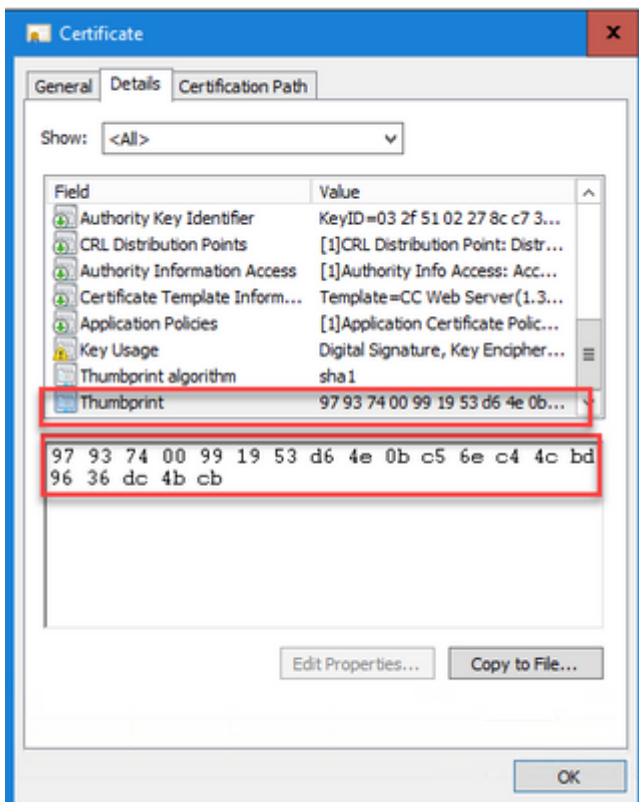 Certificate
x
General Details Certification Path
Show: <All>
Field Value
Authority Key Identifier KeyID=03 2f 51 02 27 8c c7 3...
CRL Distribution Points [1]CRL Distribution Point: Distr...
Authority Information Access [1]Authority Info Access: Acc...
Certificate Template Inform... Template=CC Web Server(1.3...
Application Policies [1]Application Certificate Polic...
Key Usage Digital Signature, Key Encipher...
Thumbprint algorithm sha1
Thumbprint 97 93 74 00 99 19 53 d6 4e 0b...
97 93 74 00 99 19 53 d6 4e 0b c5 6e c4 4c bd
96 36 dc 4b cb
Edit Properties... Copy to File...
OK